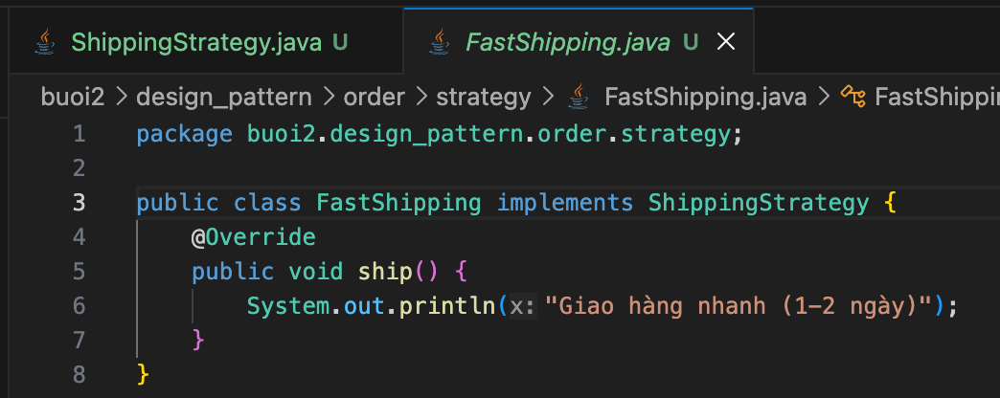 ShippingStrategy.java U
FastShipping.java U
buoi2 > design_pattern > order > strategy > FastShipping.java > FastShippi
1 package buoi2.design_pattern.order.strategy;
2
3 public class FastShipping implements ShippingStrategy {
4 @Override
5 public void ship() {
6 System.out.println(x: "Giao hàng nhanh (1-2 ngày)");
7 }
8 }